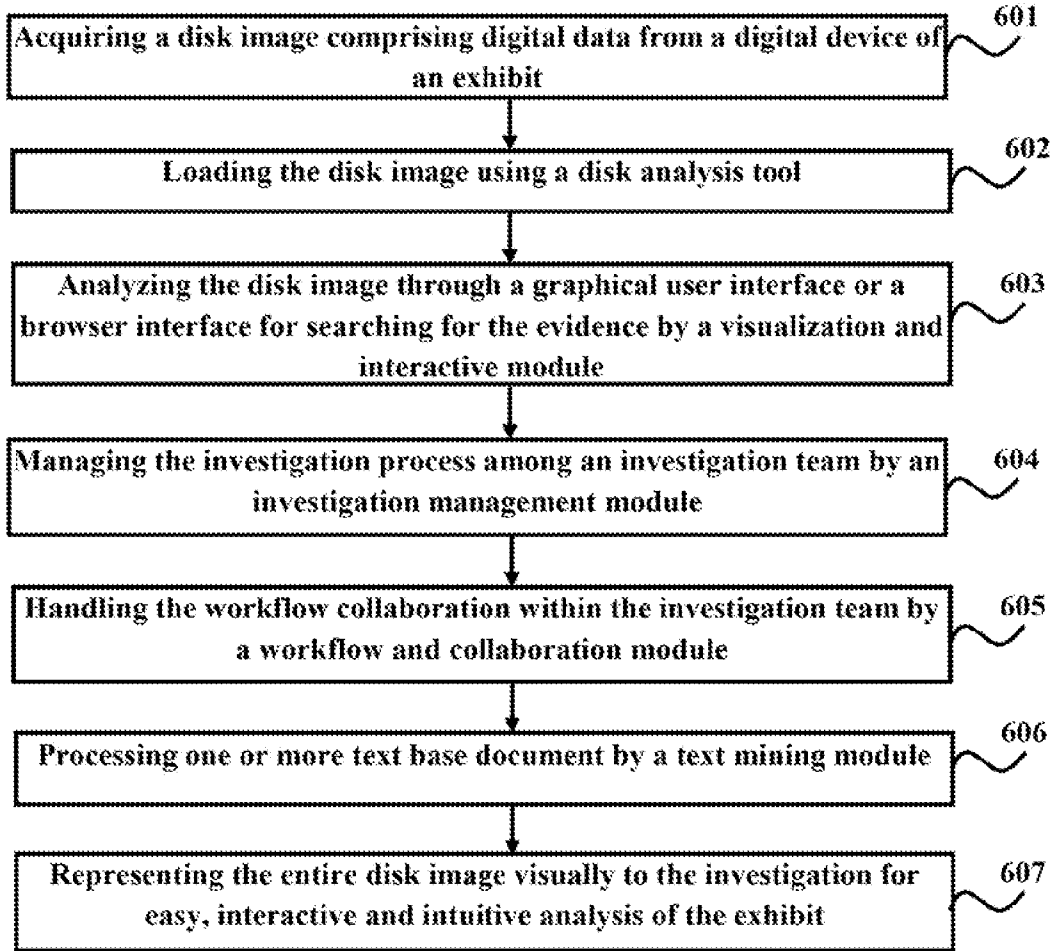 601
Acquiring a disk image comprising digital data from a digital device of
an exhibit
602
Loading the disk image using a disk analysis tool
603
Analyzing the disk image through a graphical user interface or a
browser interface for searching for the evidence by a visualization and
interactive module
604
Managing the investigation process among an investigation team by an
investigation management module
605
Handling the workflow collaboration within the investigation team by
a workflow and collaboration module
606
Processing one or more text base document by a text mining module
607
Representing the entire disk image visually to the investigation for
easy, interactive and intuitive analysis of the exhibit